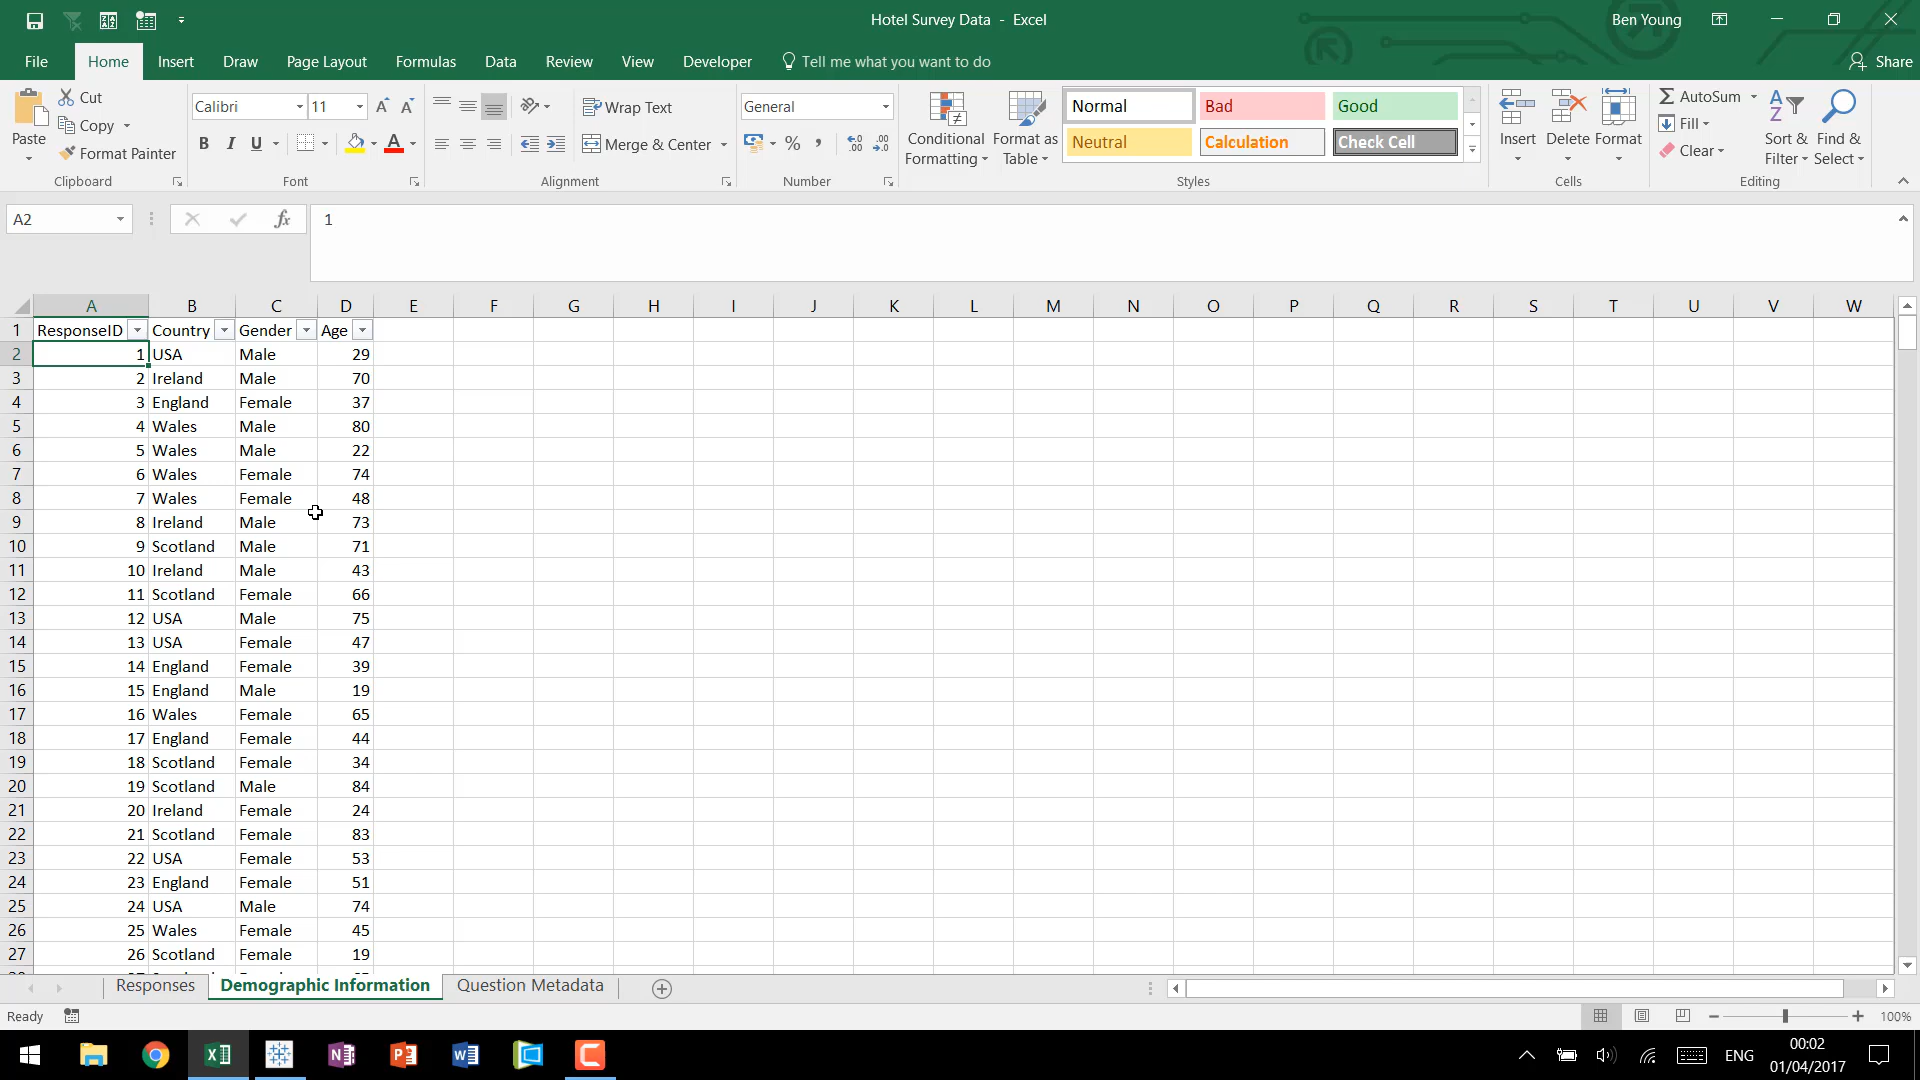 Hotel Survey Data - Excel
Ben Young
File Home Insert Draw Page Layout Formulas Data Review View Developer Tell me what you want to do Share
Paste
Cut
Copy
Format Painter
Clipboard
Calibri 11
B I U
Font
Wrap Text
Merge & Center
Alignment
General
Number
Conditional Formatting
Format as Table
Normal Bad Good
Neutral Calculation Check Cell
Styles
Insert Delete Format
Cells
AutoSum
Fill
Clear
Sort & Filter
Find & Select
Editing
A2 fx 1
A B C D E F G H I J K L M N O P Q R S T U V W
1 ResponseID Country Gender Age
2 1 USA Male 29
3 2 Ireland Male 70
4 3 England Female 37
5 4 Wales Male 80
6 5 Wales Male 22
7 6 Wales Female 74
8 7 Wales Female 48
9 8 Ireland Male 73
10 9 Scotland Male 71
11 10 Ireland Male 43
12 11 Scotland Female 66
13 12 USA Male 75
14 13 USA Female 47
15 14 England Female 39
16 15 England Male 19
17 16 Wales Female 65
18 17 England Female 44
19 18 Scotland Female 34
20 19 Scotland Male 84
21 20 Ireland Female 24
22 21 Scotland Female 83
23 22 USA Female 53
24 23 England Female 51
25 24 USA Male 74
26 25 Wales Female 45
27 26 Scotland Female 19
Responses Demographic Information Question Metadata
Ready
100%
ENG
00:02
01/04/2017